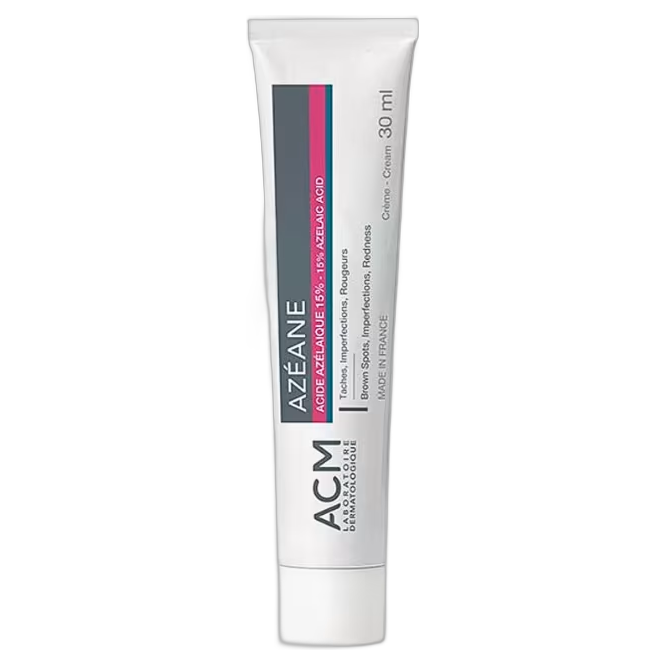 AZÉANE
ACIDE AZÉLAIQUE 15% - 15% AZELAIC ACID
Taches, Imperfections, Rougeurs
Brown Spots, Imperfections, Redness
MADE IN FRANCE
Crème - Cream 30 ml
ACM
LABORATOIRE
DERMATOLOGIQUE